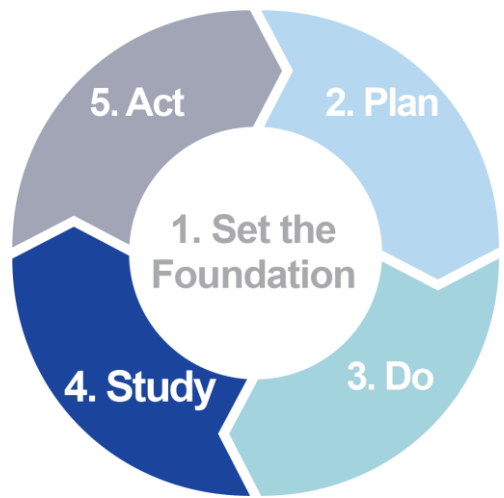 5. Act
2. Plan
1. Set the
Foundation
4. Study
3. Do